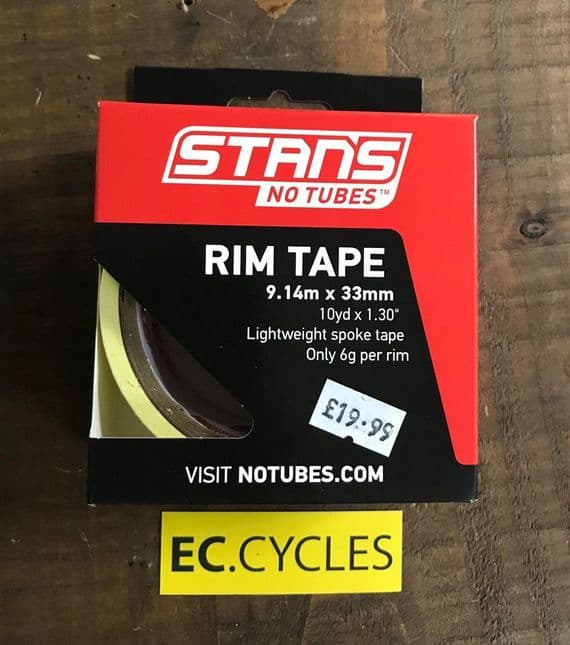 STANS
NO TUBES™
RIM TAPE
9.14m x 33mm
10yd x 1.30"
Lightweight spoke tape
Only 6g per rim
£19.99
VISIT NOTUBES.COM
EC.CYCLES